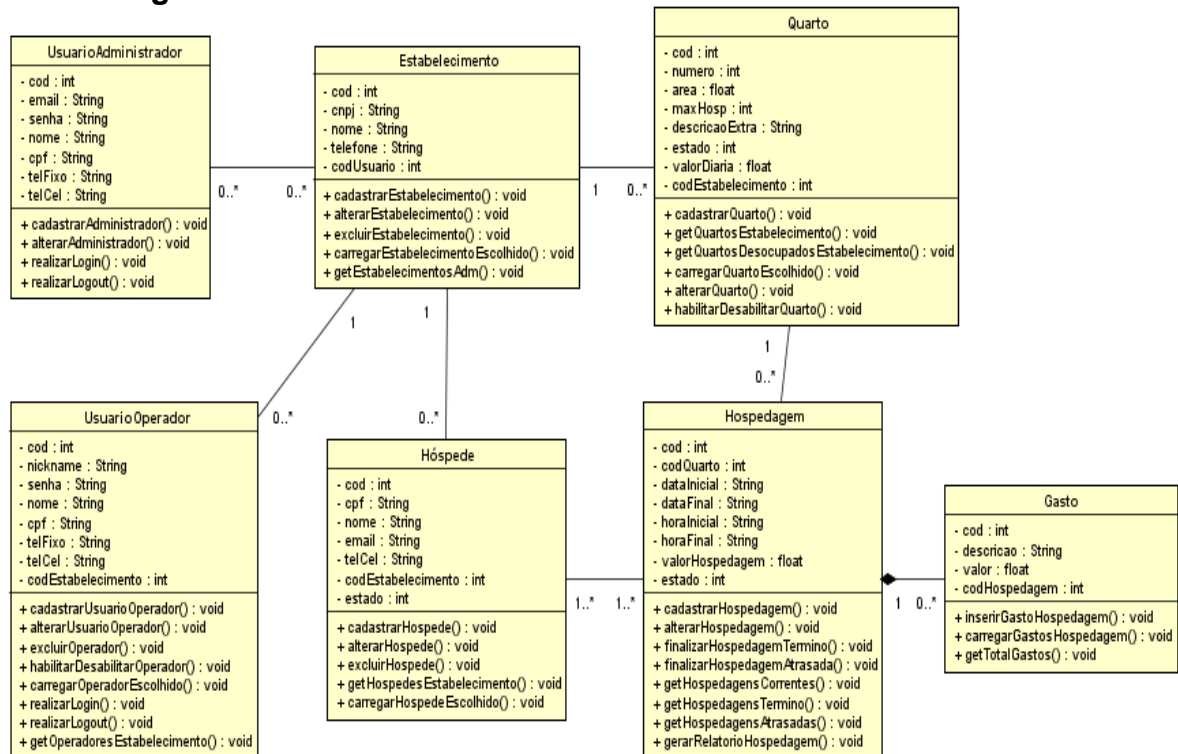 UsuarioAdministrador
- cod : int
- email : String
- senha : String
- nome : String
- cpf : String
- telFixo : String
- telCel : String
+ cadastrarAdministrador() : void
+ alterarAdministrador() : void
+ realizarLogin() : void
+ realizarLogout() : void
0..*
0..*
Estabelecimento
- cod : int
- cnpj : String
- nome : String
- telefone : String
- codUsuario : int
+ cadastrarEstabelecimento() : void
+ alterarEstabelecimento() : void
+ excluirEstabelecimento() : void
+ carregarEstabelecimentoEscolhido() : void
+ getEstabelecimentosAdm() : void
1
0..*
Quarto
- cod : int
- numero : int
- area : float
- maxHosp : int
- descricaoExtra : String
- estado : int
- valorDiaria : float
- codEstabelecimento : int
+ cadastrarQuarto() : void
+ getQuartosEstabelecimento() : void
+ getQuartosDesocupadosEstabelecimento() : void
+ carregarQuartoEscolhido() : void
+ alterarQuarto() : void
+ habilitarDesabilitarQuarto() : void
1
0..*
1
0..*
1
0..*
UsuarioOperador
- cod : int
- nickname : String
- senha : String
- nome : String
- cpf : String
- telFixo : String
- telCel : String
- codEstabelecimento : int
+ cadastrarUsuarioOperador() : void
+ alterarUsuarioOperador() : void
+ excluirOperador() : void
+ habilitarDesabilitarOperador() : void
+ carregarOperadorEscolhido() : void
+ realizarLogin() : void
+ realizarLogout() : void
+ getOperadoresEstabelecimento() : void
Hóspede
- cod : int
- cpf : String
- nome : String
- email : String
- telCel : String
- codEstabelecimento : int
- estado : int
+ cadastrarHospede() : void
+ alterarHospede() : void
+ excluirHospede() : void
+ getHospedesEstabelecimento() : void
+ carregarHospedeEscolhido() : void
1..*
1..*
Hospedagem
- cod : int
- codQuarto : int
- dataInicial : String
- dataFinal : String
- horaInicial : String
- horaFinal : String
- valorHospedagem : float
- estado : int
+ cadastrarHospedagem() : void
+ alterarHospedagem() : void
+ finalizarHospedagemTermino() : void
+ finalizarHospedagemAtrasada() : void
+ getHospedagensCorrentes() : void
+ getHospedagensTermino() : void
+ getHospedagensAtrasadas() : void
+ gerarRelatorioHospedagem() : void
1
0..*
Gasto
- cod : int
- descricao : String
- valor : float
- codHospedagem : int
+ inserirGastoHospedagem() : void
+ carregarGastosHospedagem() : void
+ getTotalGastos() : void